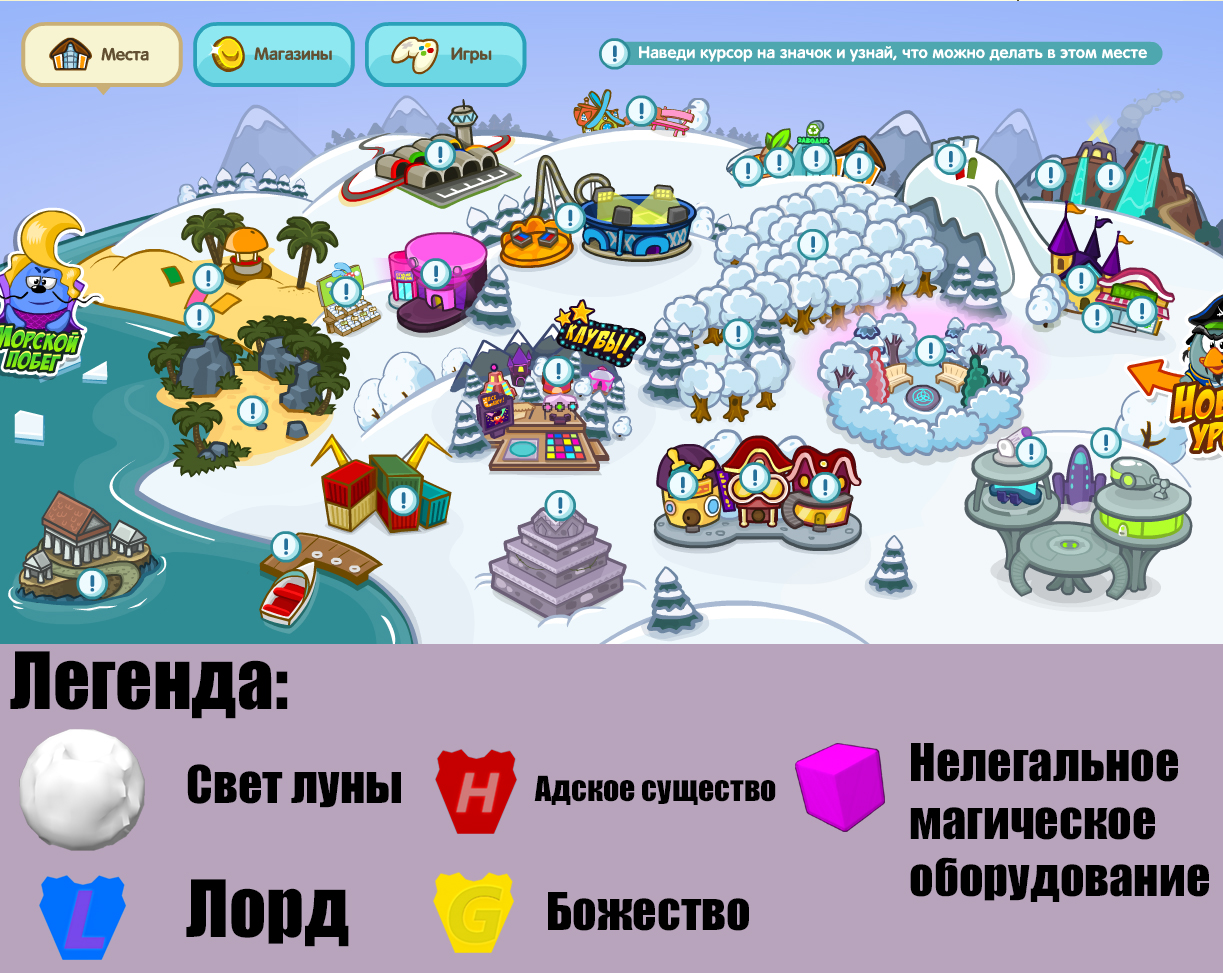 Места
Магазины
Игры
Наведи курсор на значок и узнай, что можно делать в этом месте
ЗАВОДИК
МОРСКОЙ
ПОБЕГ
КЛУБЫ!
Легенда:
Свет луны
H
Адское существо
Нелегальное
магическое
оборудование
L
Лорд
G
Божество